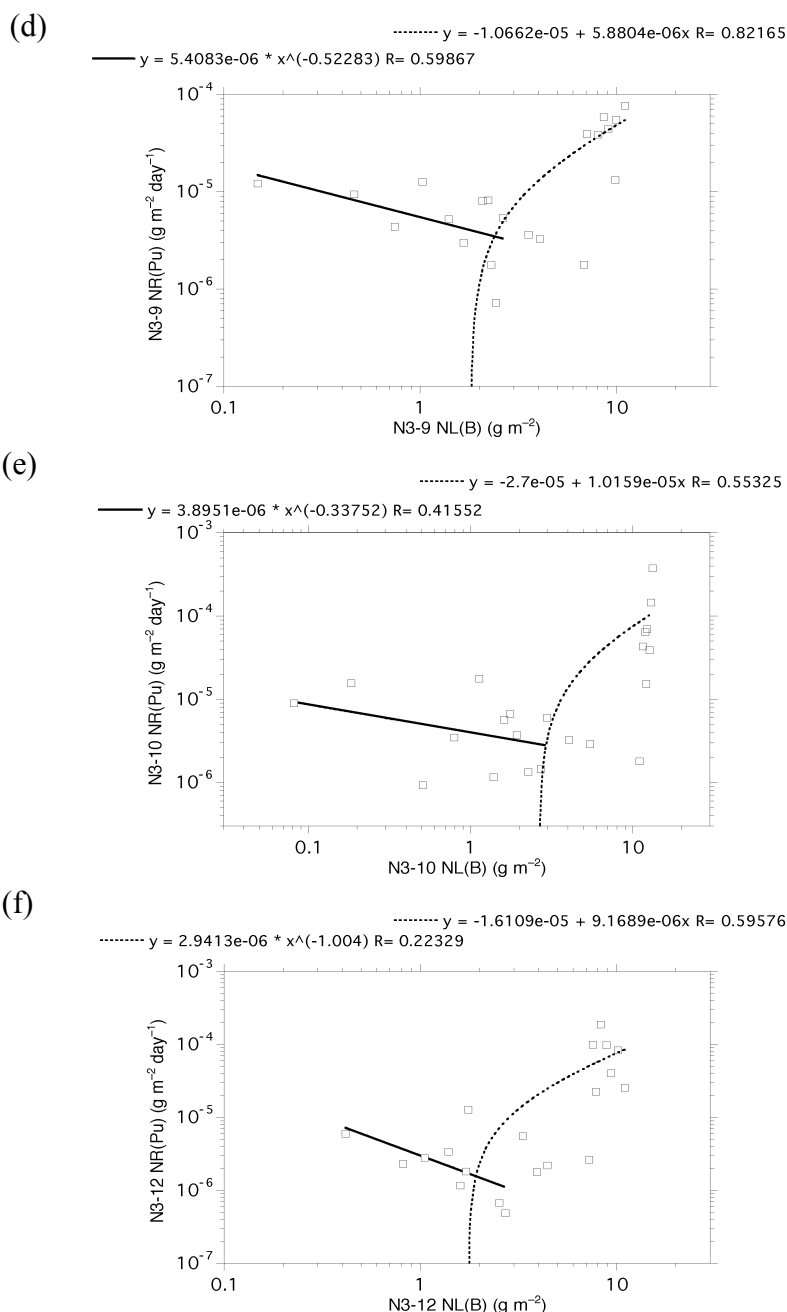 (d)
y = -1.0662e-05 + 5.8804e-06x R= 0.82165
y = 5.4083e-06 * x^(-0.52283) R= 0.59867
10⁻⁴
10⁻⁵
10⁻⁶
10⁻⁷
N3-9 NR(Pu) (g m⁻² day⁻¹)
0.1 1 10
N3-9 NL(B) (g m⁻²)
(e)
y = -2.7e-05 + 1.0159e-05x R= 0.55325
y = 3.8951e-06 * x^(-0.33752) R= 0.41552
10⁻³
10⁻⁴
10⁻⁵
10⁻⁶
N3-10 NR(Pu) (g m⁻² day⁻¹)
0.1 1 10
N3-10 NL(B) (g m⁻²)
(f)
y = -1.6109e-05 + 9.1689e-06x R= 0.59576
y = 2.9413e-06 * x^(-1.004) R= 0.22329
10⁻³
10⁻⁴
10⁻⁵
10⁻⁶
10⁻⁷
N3-12 NR(Pu) (g m⁻² day⁻¹)
0.1 1 10
N3-12 NL(B) (g m⁻²)